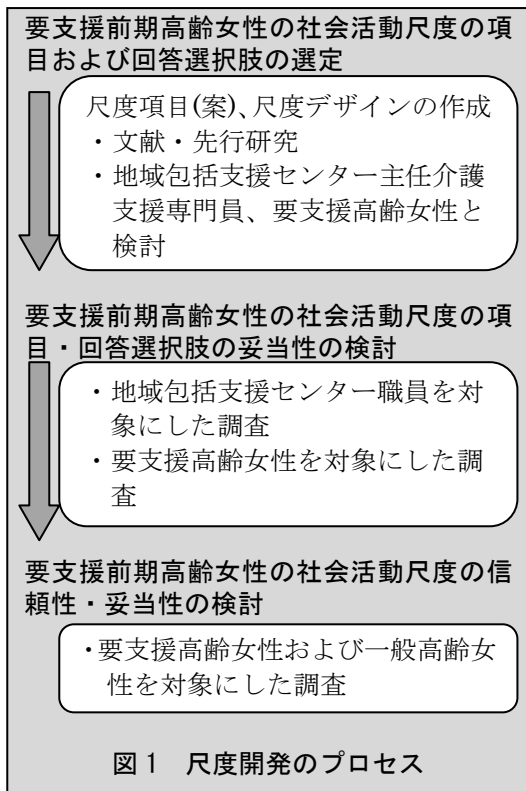 要支援前期高齢女性の社会活動尺度の項
目および回答選択肢の選定
尺度項目(案)、尺度デザインの作成
・文献・先行研究
・地域包括支援センター主任介護
支援専門員、要支援高齢女性と
検討
要支援前期高齢女性の社会活動尺度の項
目・回答選択肢の妥当性の検討
・地域包括支援センター職員を対
象にした調査
・要支援高齢女性を対象にした調
査
要支援前期高齢女性の社会活動尺度の信
頼性・妥当性の検討
・要支援高齢女性および一般高齢女
性を対象にした調査
図1 尺度開発のプロセス